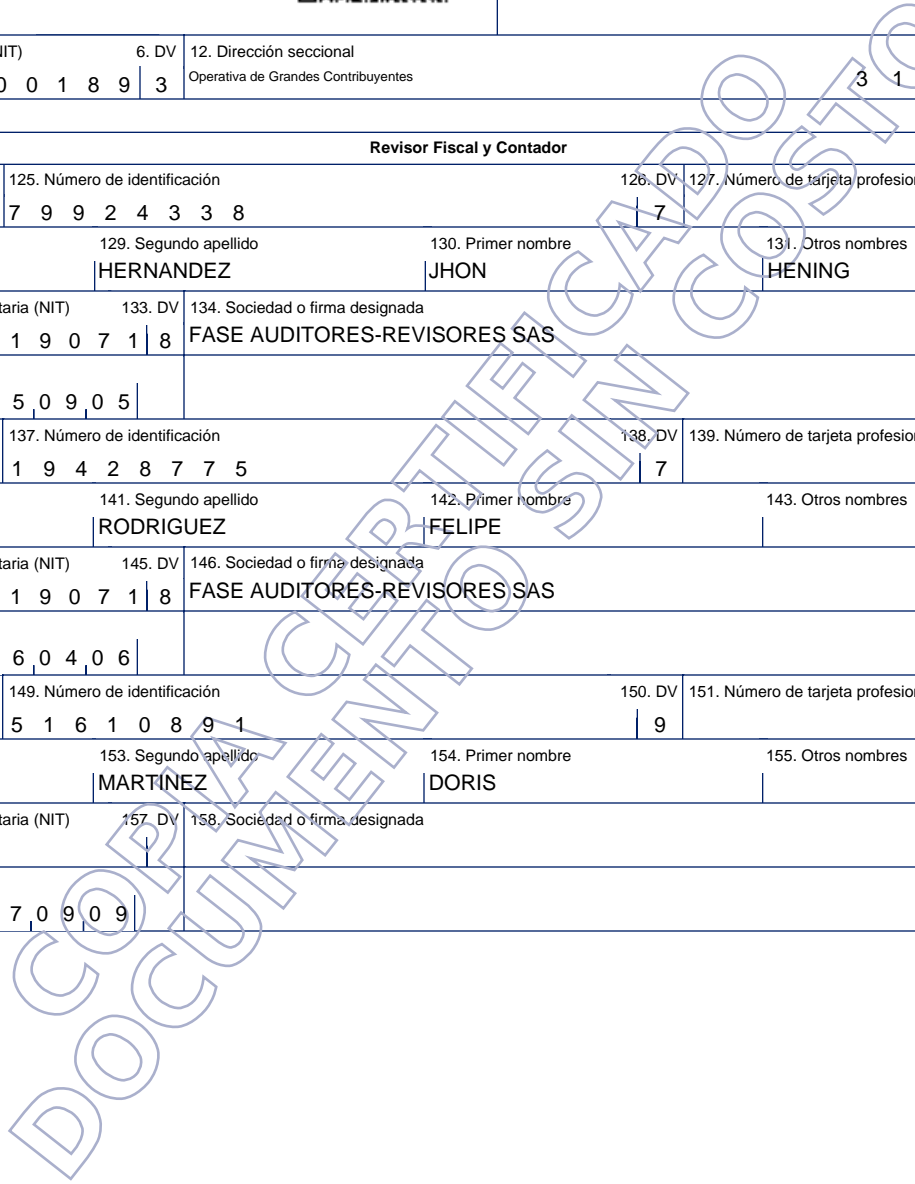 NIT) 6. DV 12. Dirección seccional
0 0 1 8 9 3 Operativa de Grandes Contribuyentes 3 1
Revisor Fiscal y Contador
125. Número de identificación 126. DV 127. Número de tarjeta profesion
7 9 9 2 4 3 3 8 7
129. Segundo apellido 130. Primer nombre 131. Otros nombres
HERNANDEZ JHON HENING
taria (NIT) 133. DV 134. Sociedad o firma designada
1 9 0 7 1 8 FASE AUDITORES-REVISORES SAS
5 0 9 0 5
137. Número de identificación 138. DV 139. Número de tarjeta profesion
1 9 4 2 8 7 7 5 7
141. Segundo apellido 142. Primer nombre 143. Otros nombres
RODRIGUEZ FELIPE
taria (NIT) 145. DV 146. Sociedad o firma designada
1 9 0 7 1 8 FASE AUDITORES-REVISORES SAS
6 0 4 0 6
149. Número de identificación 150. DV 151. Número de tarjeta profesion
5 1 6 1 0 8 9 1 9
153. Segundo apellido 154. Primer nombre 155. Otros nombres
MARTINEZ DORIS
taria (NIT) 157. DV 158. Sociedad o firma designada
7 0 9 0 9
COPIA CERTIFICADO
DOCUMENTO SIN COSTO